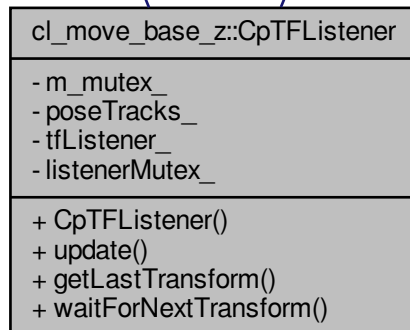 cl_move_base_z::CpTFListener
- m_mutex_
- poseTracks_
- tfListener_
- listenerMutex_
+ CpTFListener()
+ update()
+ getLastTransform()
+ waitForNextTransform()